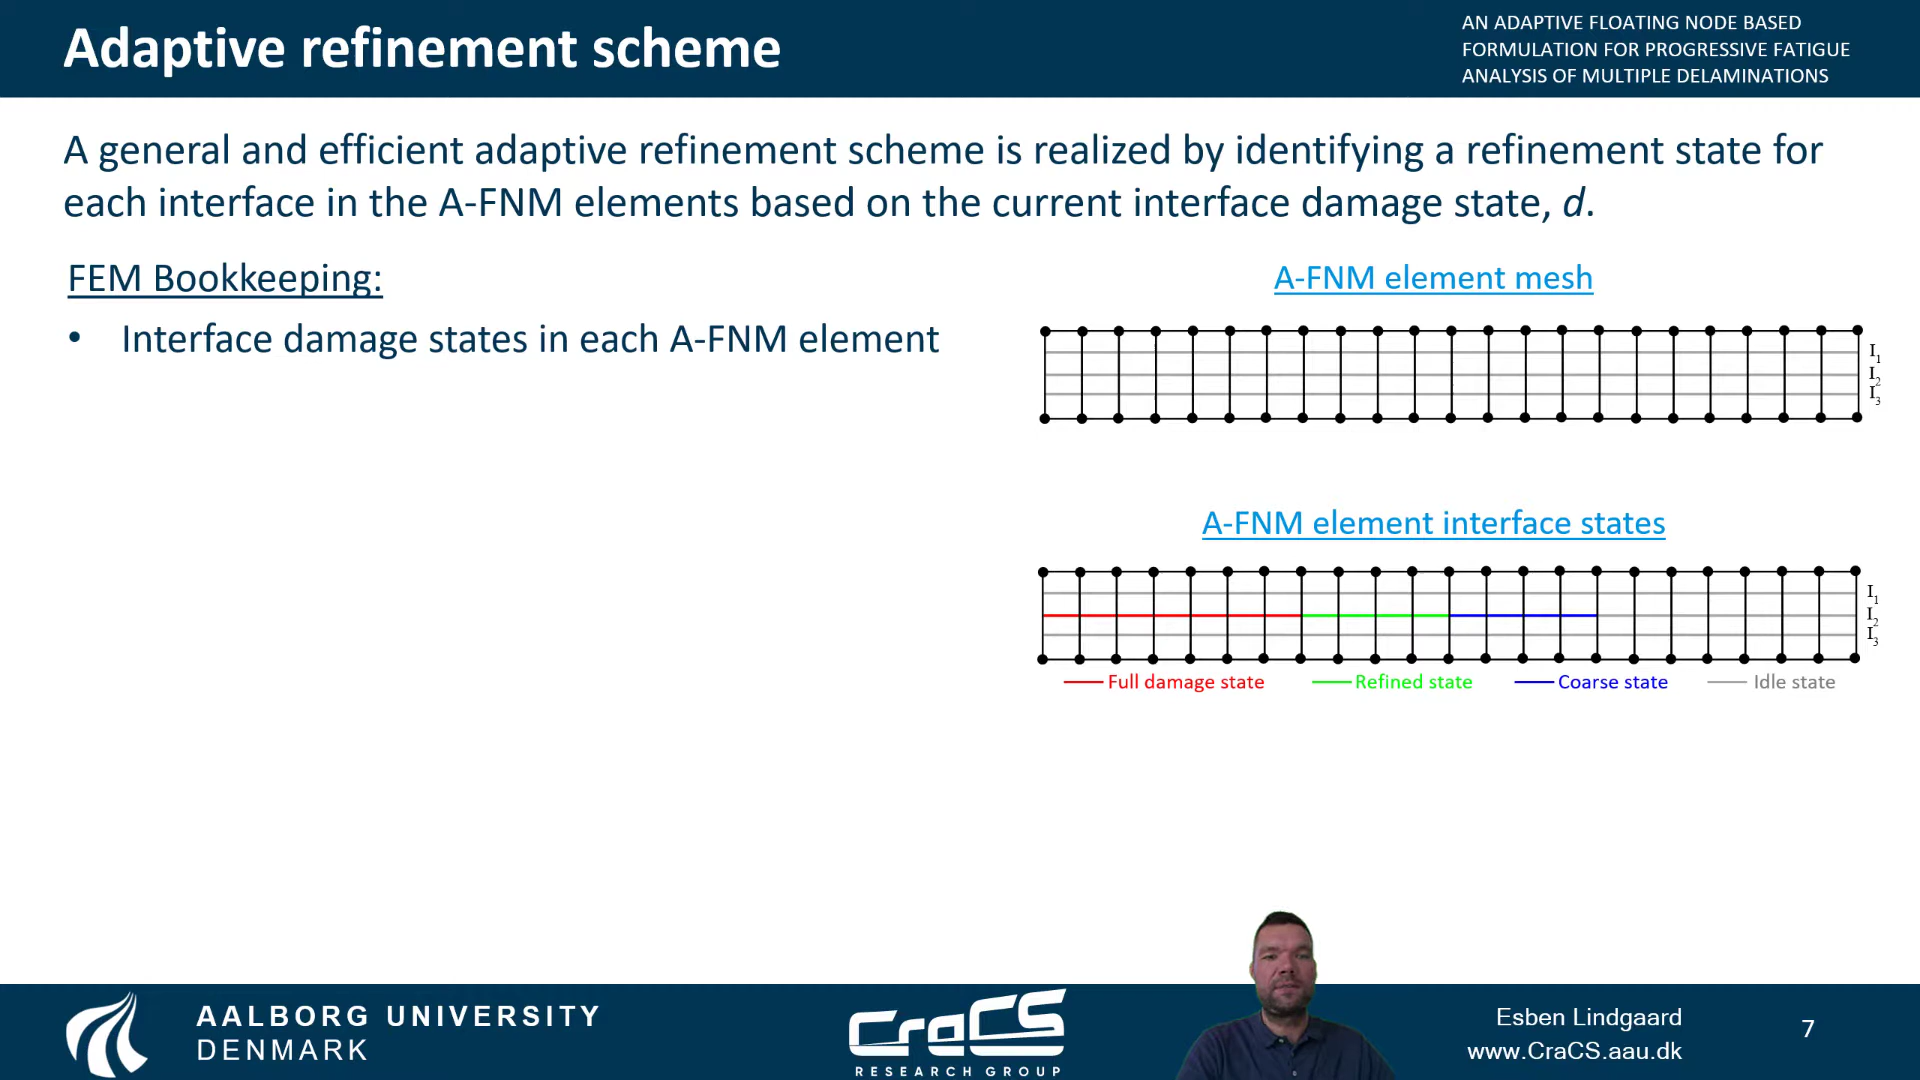 Adaptive refinement scheme
AN ADAPTIVE FLOATING NODE BASED
FORMULATION FOR PROGRESSIVE FATIGUE
ANALYSIS OF MULTIPLE DELAMINATIONS
A general and efficient adaptive refinement scheme is realized by identifying a refinement state for
each interface in the A-FNM elements based on the current interface damage state, d.
FEM Bookkeeping:
• Interface damage states in each A-FNM element
A-FNM element mesh
I1
I2
I3
A-FNM element interface states
I1
I2
I3
Full damage state Refined state Coarse state Idle state
AALBORG UNIVERSITY
DENMARK
CraCS
RESEARCH GROUP
Esben Lindgaard
www.CraCS.aau.dk
7